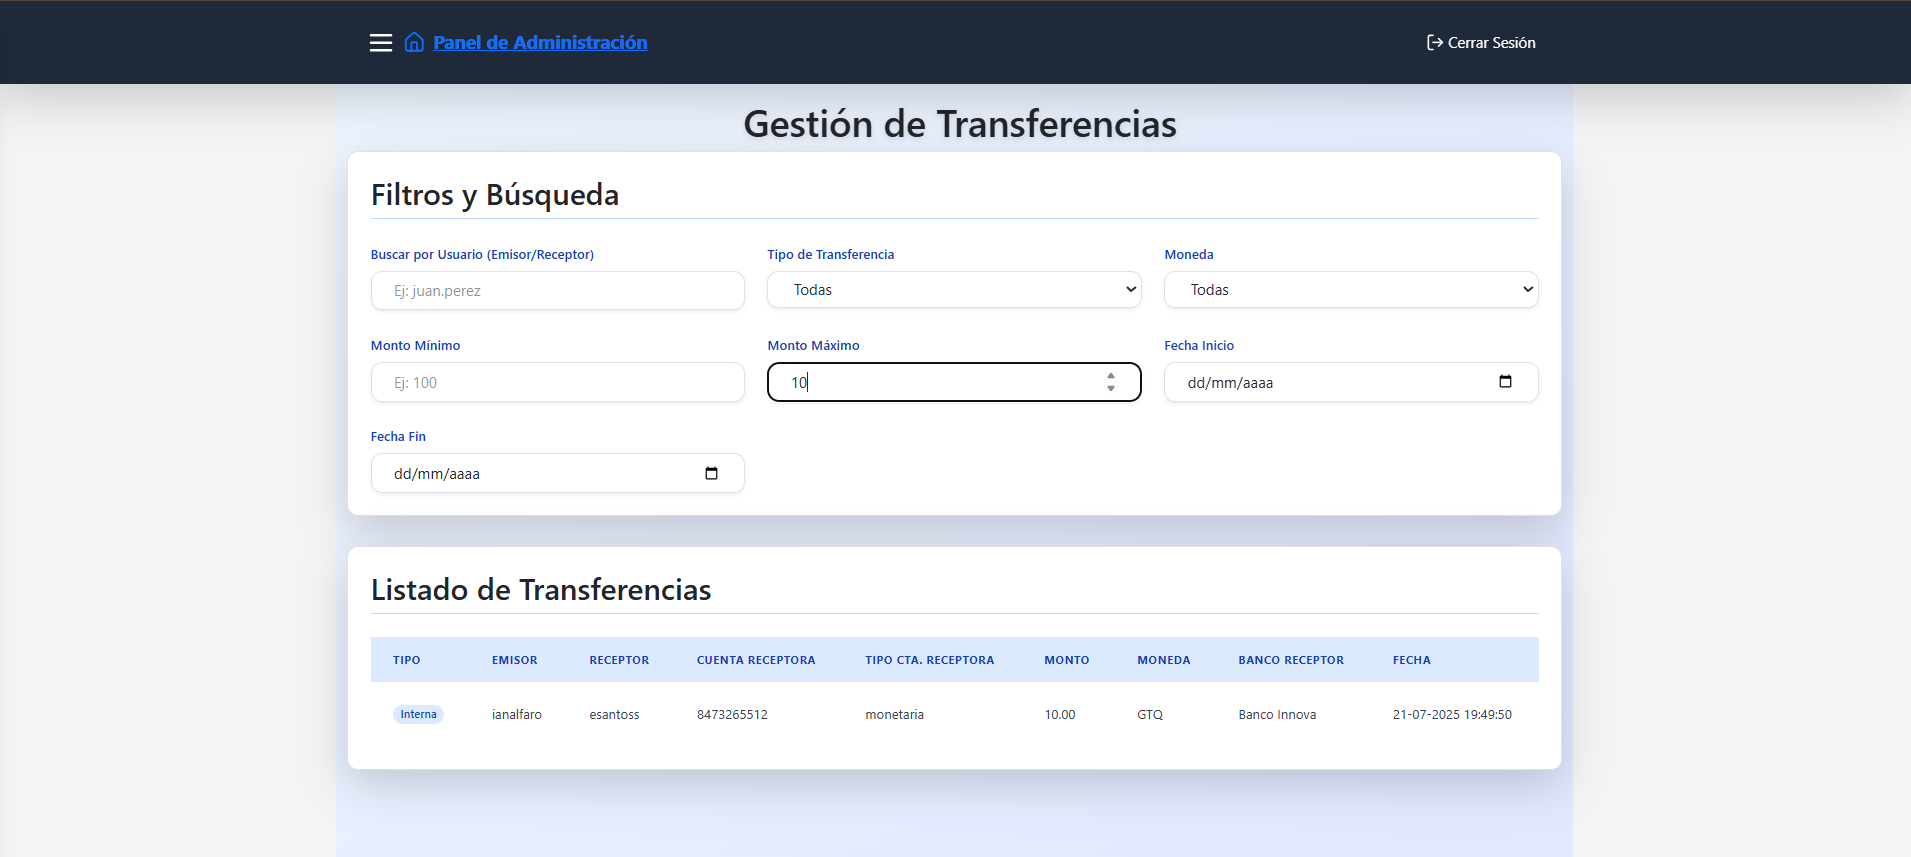 Panel de Administración
Cerrar Sesión
Gestión de Transferencias
Filtros y Búsqueda
Buscar por Usuario (Emisor/Receptor)
Tipo de Transferencia
Moneda
Ej: juan.perez
Todas
Todas
Monto Mínimo
Monto Máximo
Fecha Inicio
Ej: 100
10
dd/mm/aaaa
Fecha Fin
dd/mm/aaaa
Listado de Transferencias
TIPO EMISOR RECEPTOR CUENTA RECEPTORA TIPO CTA. RECEPTORA MONTO MONEDA BANCO RECEPTOR FECHA
Interna ianalfaro esantoss 8473265512 monetaria 10.00 GTQ Banco Innova 21-07-2025 19:49:50